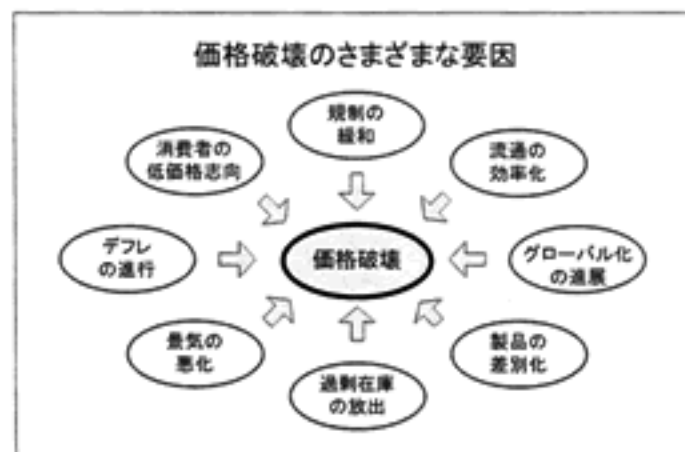 価格破壊のさまざまな要因
規制の
緩和
消費者の
低価格志向
流通の
効率化
デフレ
の進行
価格破壊
グローバル化
の進展
景気の
悪化
製品の
差別化
過剰在庫
の放出